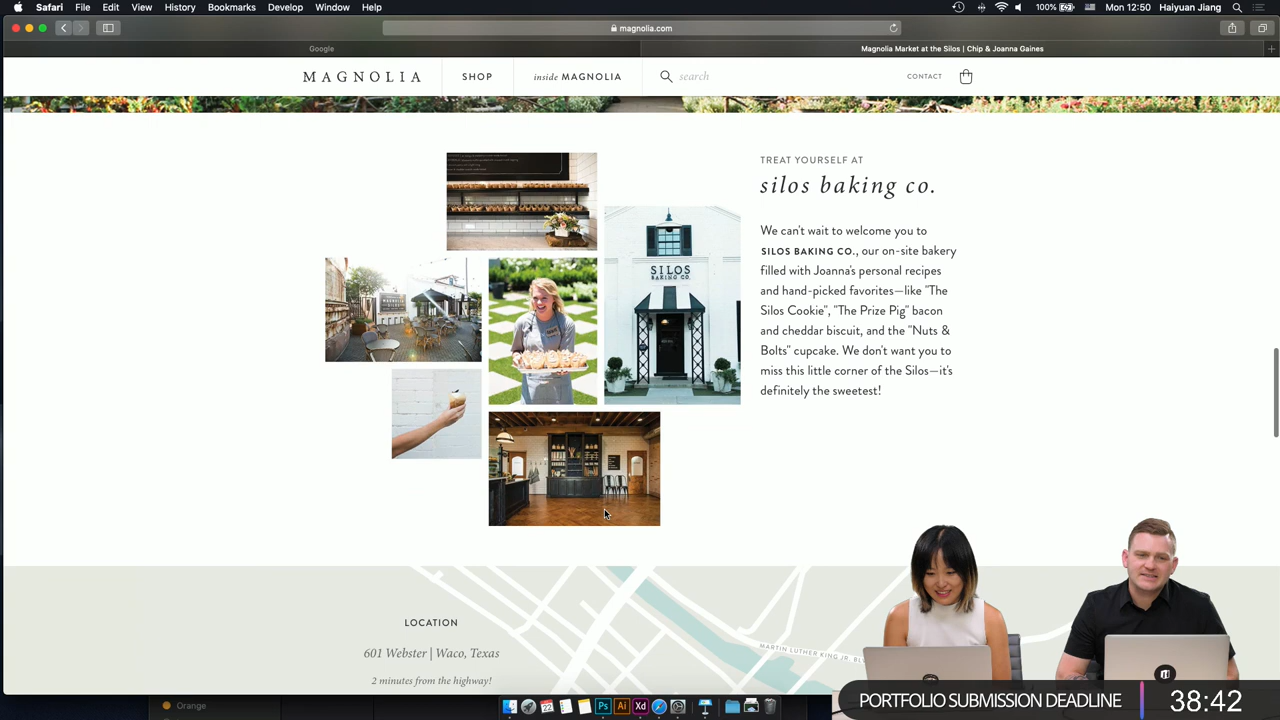 Safari File Edit View History Bookmarks Develop Window Help 100% Mon 12:50 Haiyuan Jiang
magnolia.com
Google Magnolia Market at the Silos | Chip & Joanna Gaines
MAGNOLIA SHOP inside MAGNOLIA search CONTACT
TREAT YOURSELF AT
silos baking co.
We can't wait to welcome you to
SILOS BAKING CO., our on-site bakery
filled with Joanna's personal recipes
and hand-picked favorites—like "The
Silos Cookie", "The Prize Pig" bacon
and cheddar biscuit, and the "Nuts &
Bolts" cupcake. We don't want you to
miss this little corner of the Silos—it's
definitely the sweetest!
SILOS
BAKING CO.
LOCATION
601 Webster | Waco, Texas
2 minutes from the highway!
MARTIN LUTHER KING JR. BL
Orange
Ps Ai Xd
PORTFOLIO SUBMISSION DEADLINE 38:42